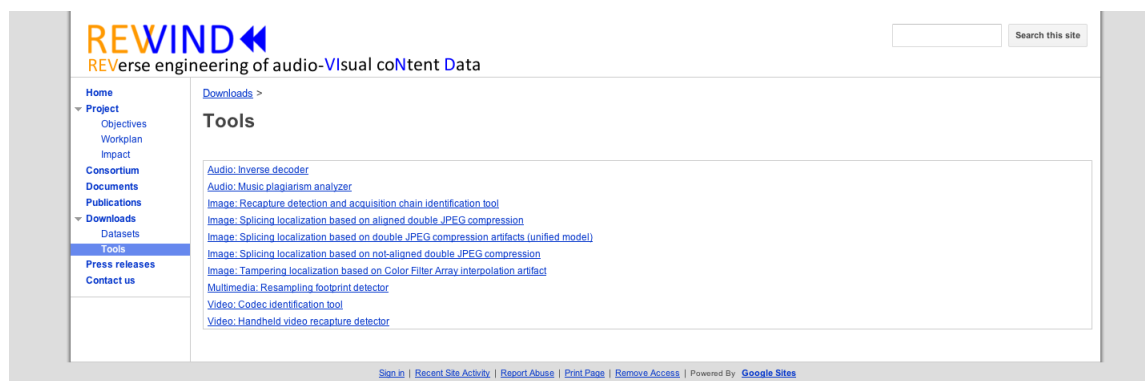 REWIND
REVerse engineering of audio-VIsual coNtent Data
Search this site
Home
Project
Objectives
Workplan
Impact
Consortium
Documents
Publications
Downloads
Datasets
Tools
Press releases
Contact us
Downloads >
Tools
Audio: Inverse decoder
Audio: Music plagiarism analyzer
Image: Recapture detection and acquisition chain identification tool
Image: Splicing localization based on aligned double JPEG compression
Image: Splicing localization based on double JPEG compression artifacts (unified model)
Image: Splicing localization based on not-aligned double JPEG compression
Image: Tampering localization based on Color Filter Array interpolation artifact
Multimedia: Resampling footprint detector
Video: Codec identification tool
Video: Handheld video recapture detector
Sign in | Recent Site Activity | Report Abuse | Print Page | Remove Access | Powered By Google Sites